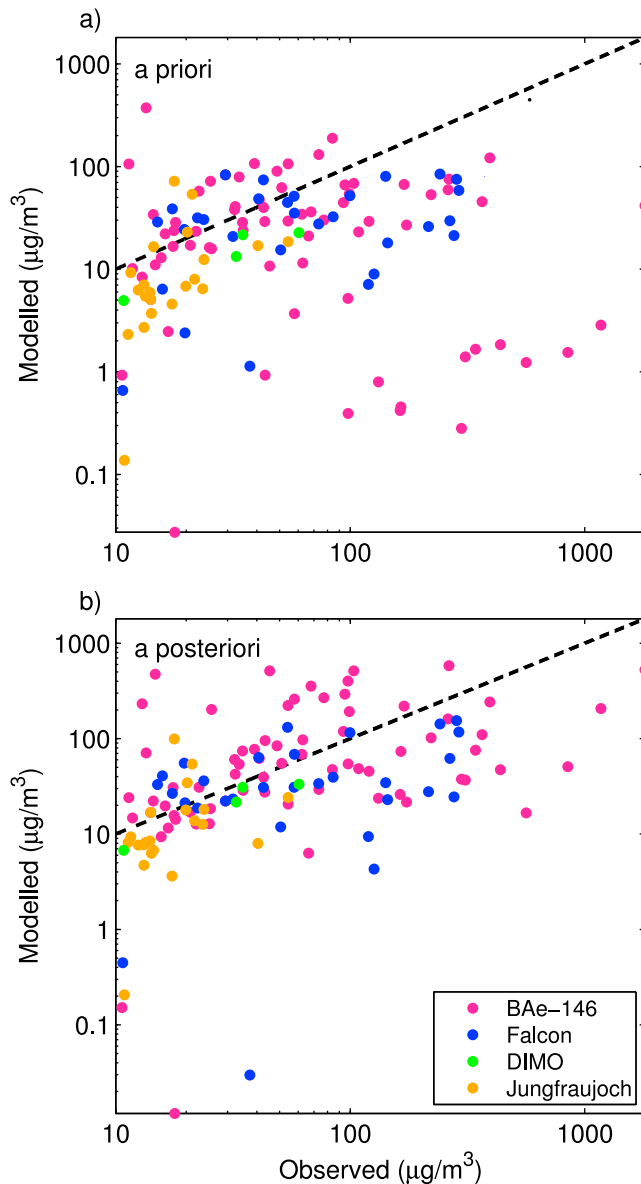 a)
a priori
1000
100
10
1
0.1
Modelled (μg/m³)
10 100 1000
b)
a posteriori
1000
100
10
1
0.1
Modelled (μg/m³)
BAe−146
Falcon
DIMO
Jungfraujoch
10 100 1000
Observed (μg/m³)